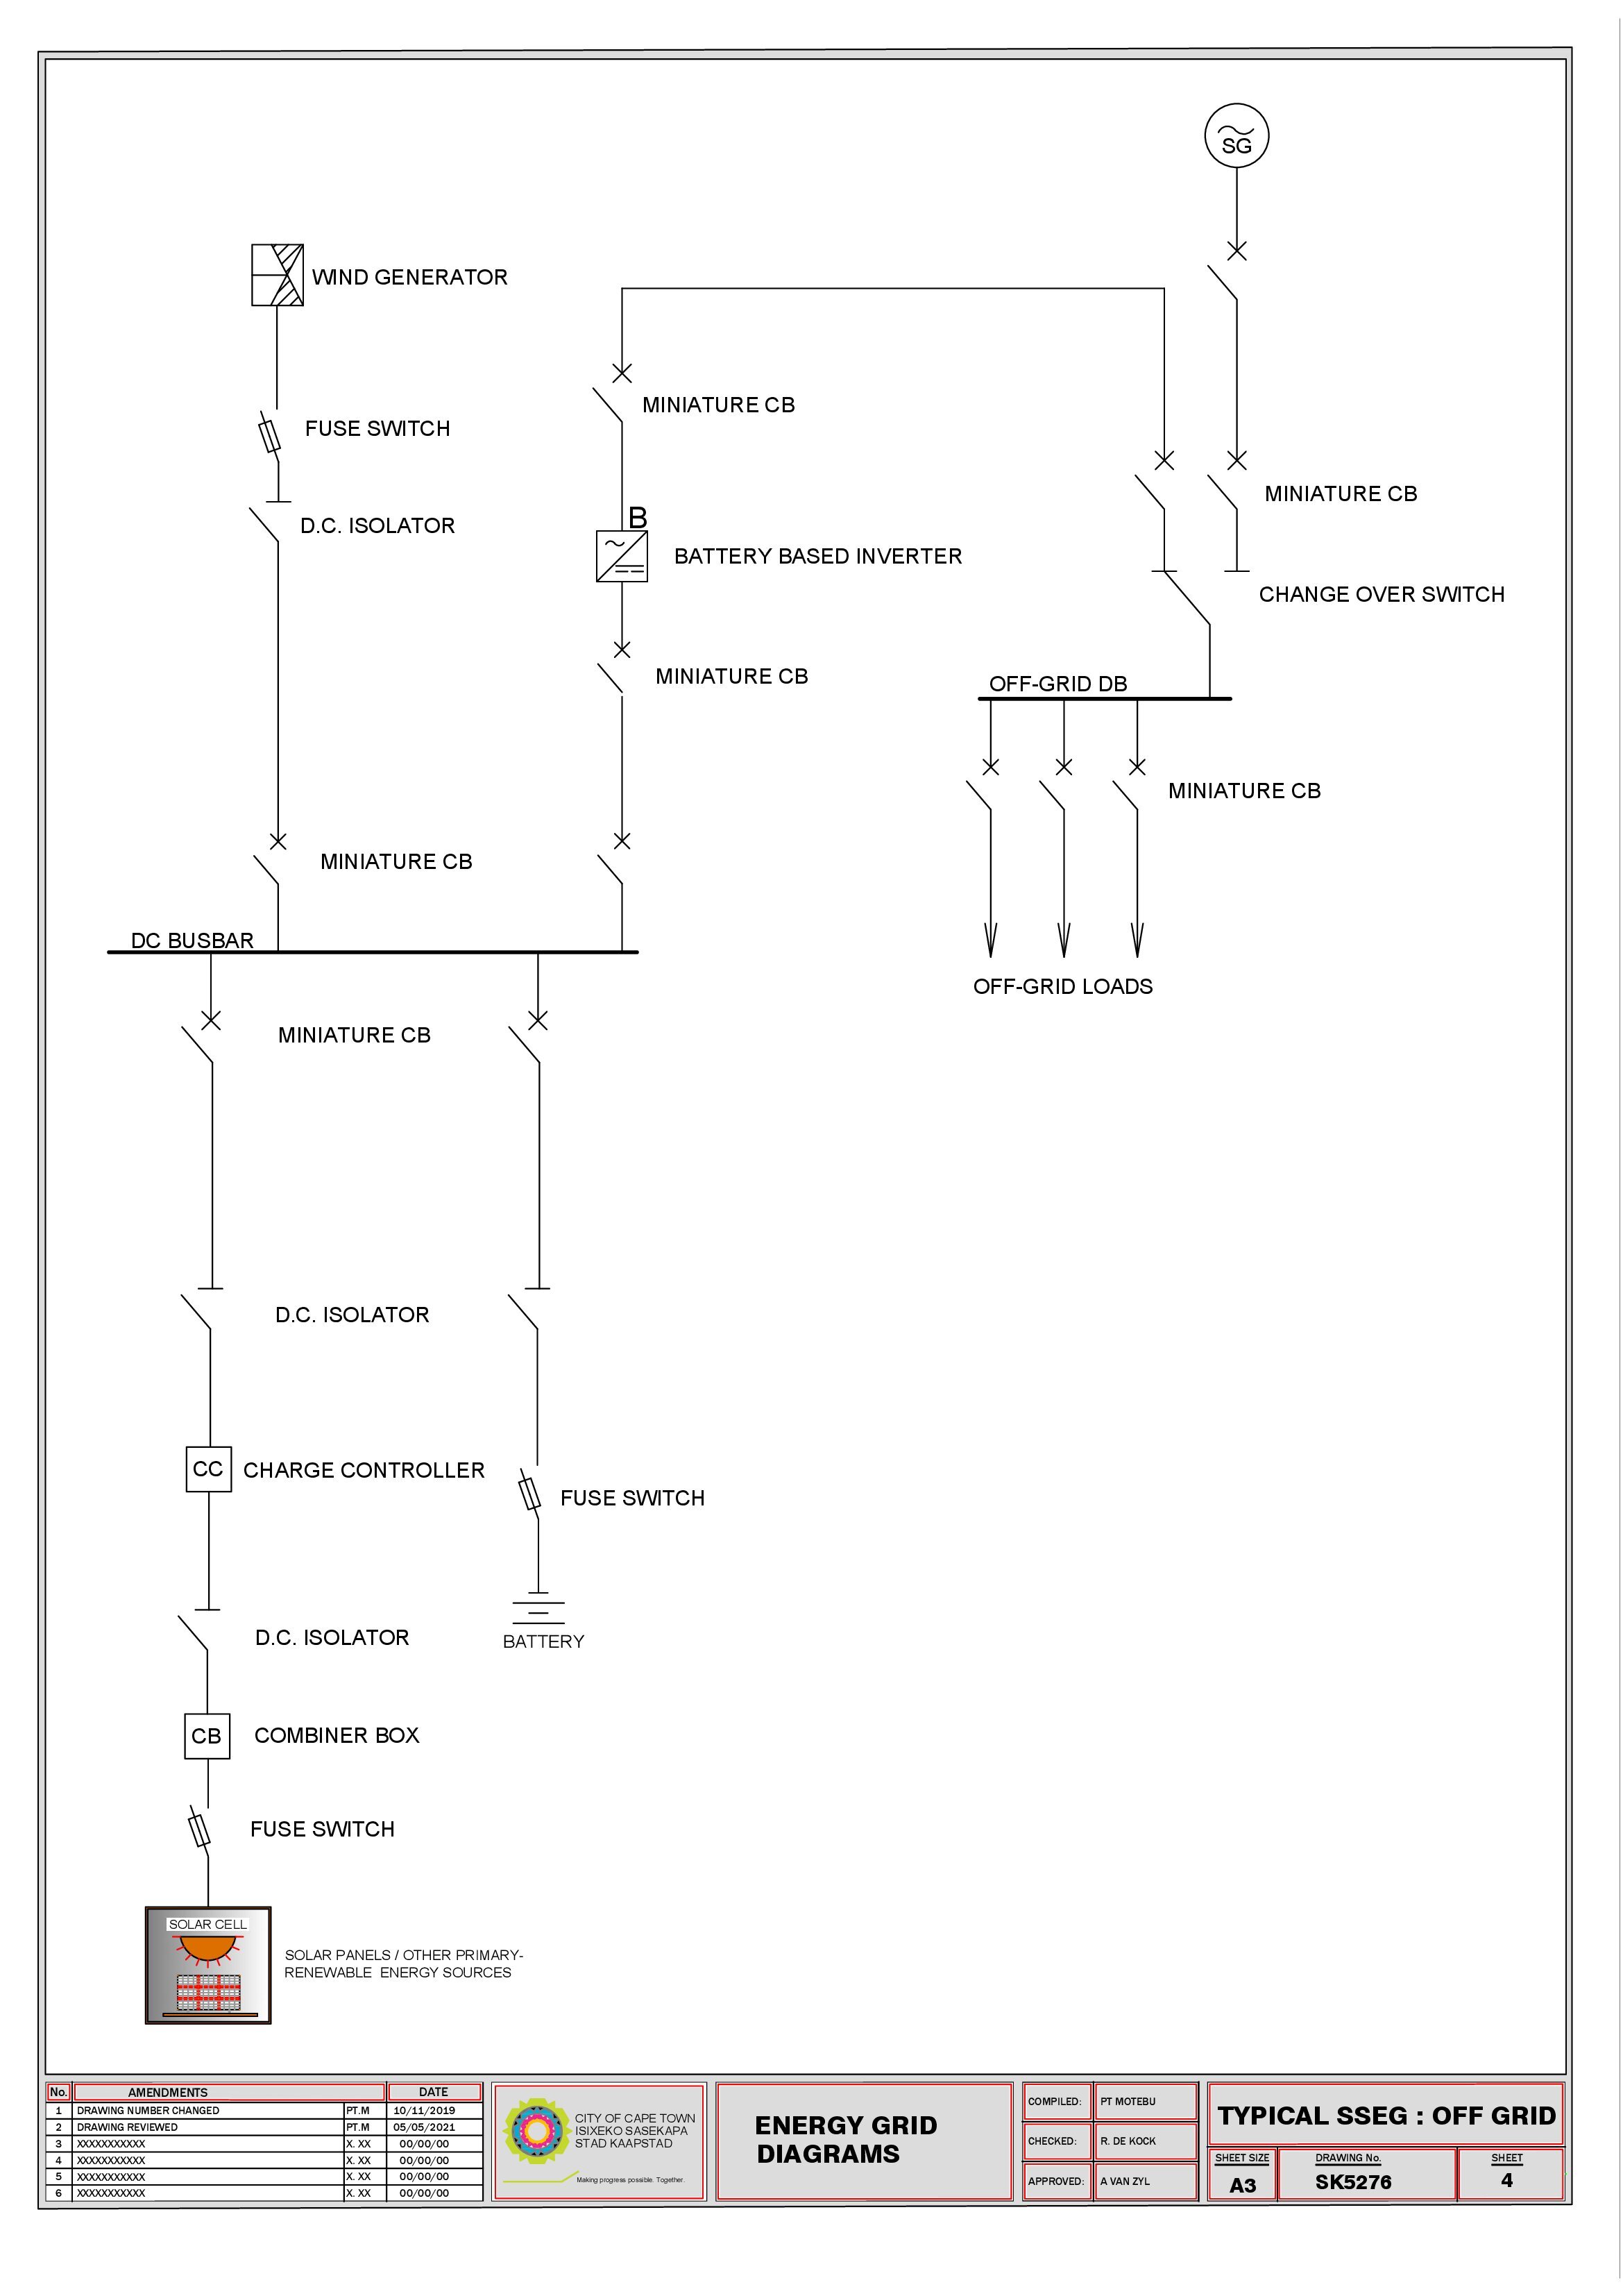 SG
WIND GENERATOR
MINIATURE CB
FUSE SWITCH
MINIATURE CB
B
D.C. ISOLATOR
BATTERY BASED INVERTER
CHANGE OVER SWITCH
MINIATURE CB
OFF-GRID DB
MINIATURE CB
MINIATURE CB
DC BUSBAR
OFF-GRID LOADS
MINIATURE CB
D.C. ISOLATOR
CC
CHARGE CONTROLLER
FUSE SWITCH
D.C. ISOLATOR
BATTERY
CB
COMBINER BOX
FUSE SWITCH
SOLAR CELL
SOLAR PANELS / OTHER PRIMARY-
RENEWABLE ENERGY SOURCES
No. AMENDMENTS DATE
1 DRAWING NUMBER CHANGED PT.M 10/11/2019
2 DRAWING REVIEWED PT.M 05/05/2021
3 XXXXXXXXXXX X. XX 00/00/00
4 XXXXXXXXXXX X. XX 00/00/00
5 XXXXXXXXXXX X. XX 00/00/00
6 XXXXXXXXXXX X. XX 00/00/00
CITY OF CAPE TOWN
ISIXEKO SASEKAPA
STAD KAAPSTAD
Making progress possible. Together.
ENERGY GRID
DIAGRAMS
COMPILED: PT MOTEBU
CHECKED: R. DE KOCK
APPROVED: A VAN ZYL
TYPICAL SSEG : OFF GRID
SHEET SIZE
A3
DRAWING No.
SK5276
SHEET
4